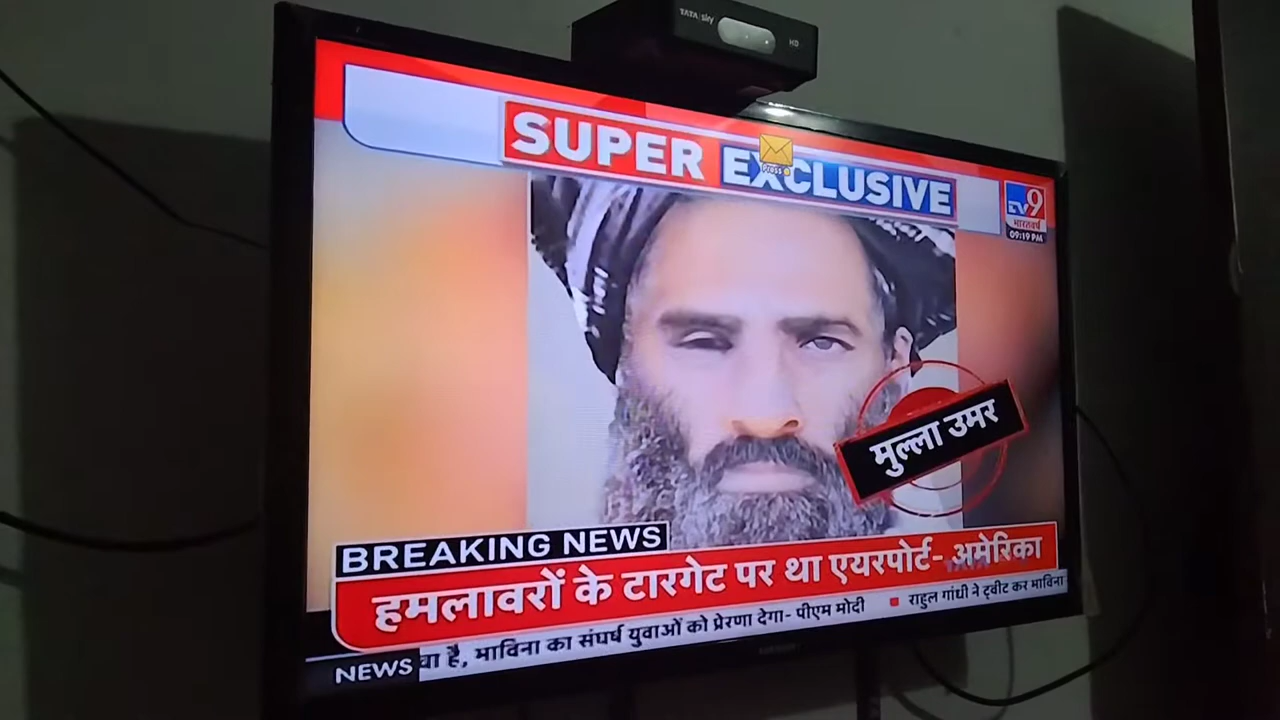 TATA sky
HD
SUPER EXCLUSIVE
Press
TV9
भारतवर्ष
09:19 PM
मुल्ला उमर
BREAKING NEWS
हमलावरों के टारगेट पर था एयरपोर्ट- अमेरिका
NEWS
वा है, भाविना का संघर्ष युवाओं को प्रेरणा देगा- पीएम मोदी ■ राहुल गांधी ने ट्वीट कर भाविना